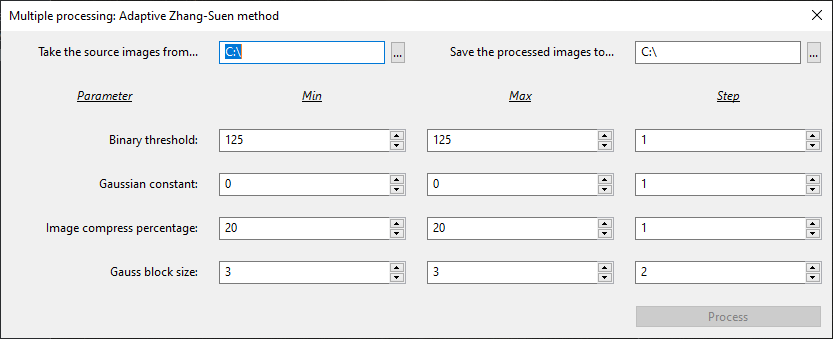 Multiple processing: Adaptive Zhang-Suen method
Take the source images from... C:\ ... Save the processed images to... C:\ ...
Parameter Min Max Step
Binary threshold: 125 125 1
Gaussian constant: 0 0 1
Image compress percentage: 20 20 1
Gauss block size: 3 3 2
Process